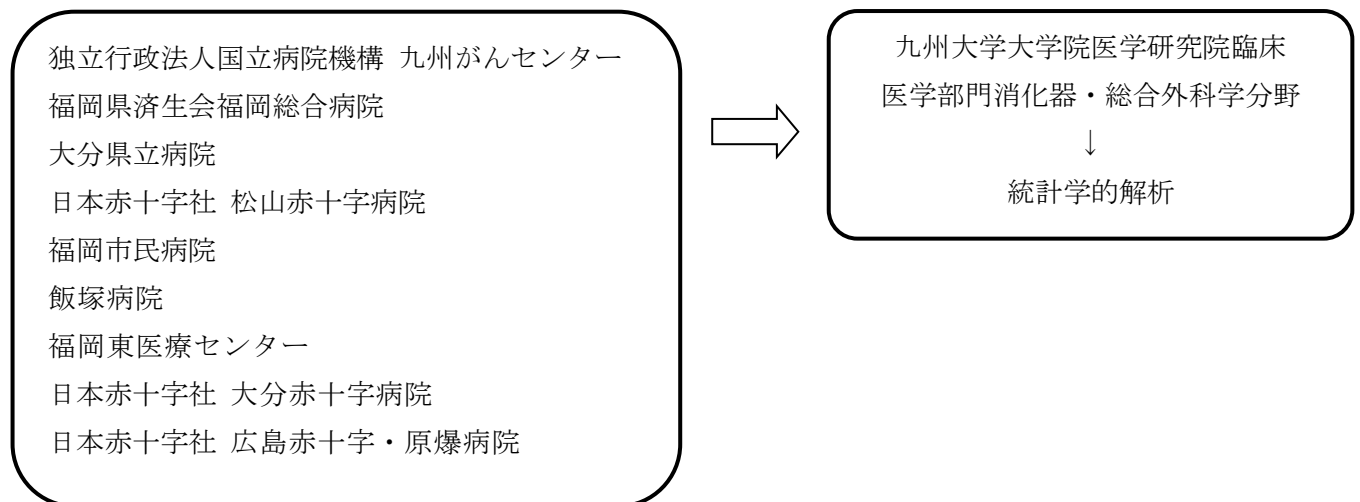 独立行政法人国立病院機構 九州がんセンター
福岡県済生会福岡総合病院
大分県立病院
日本赤十字社 松山赤十字病院
福岡市民病院
飯塚病院
福岡東医療センター
日本赤十字社 大分赤十字病院
日本赤十字社 広島赤十字・原爆病院
九州大学大学院医学研究院臨床
医学部門消化器・総合外科学分野
↓
統計学的解析